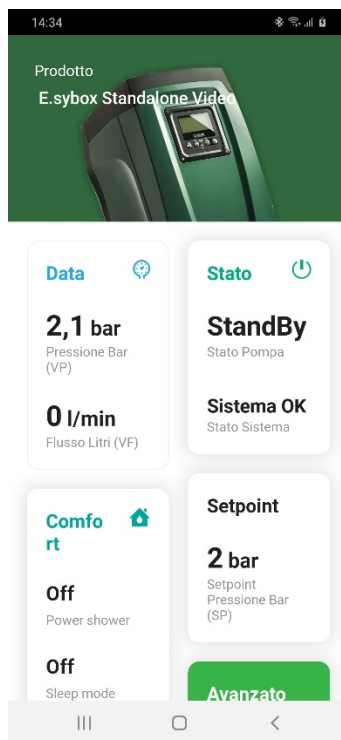 14:34
Prodotto
E.sybox Standalone Video
Data
2,1 bar
Pressione Bar
(VP)
0 l/min
Flusso Litri (VF)
Stato
StandBy
Stato Pompa
Sistema OK
Stato Sistema
Comfo
rt
Off
Power shower
Off
Sleep mode
Setpoint
2 bar
Setpoint
Pressione Bar
(SP)
Avanzato